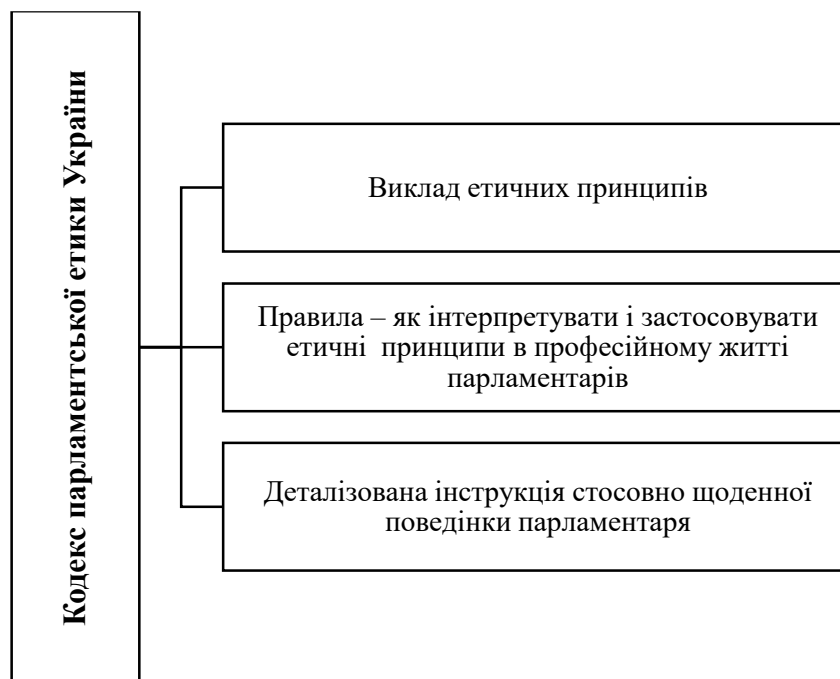 Кодекс парламентської етики України
Виклад етичних принципів
Правила – як інтерпретувати і застосовувати
етичні принципи в професійному житті
парламентарів
Деталізована інструкція стосовно щоденної
поведінки парламентаря